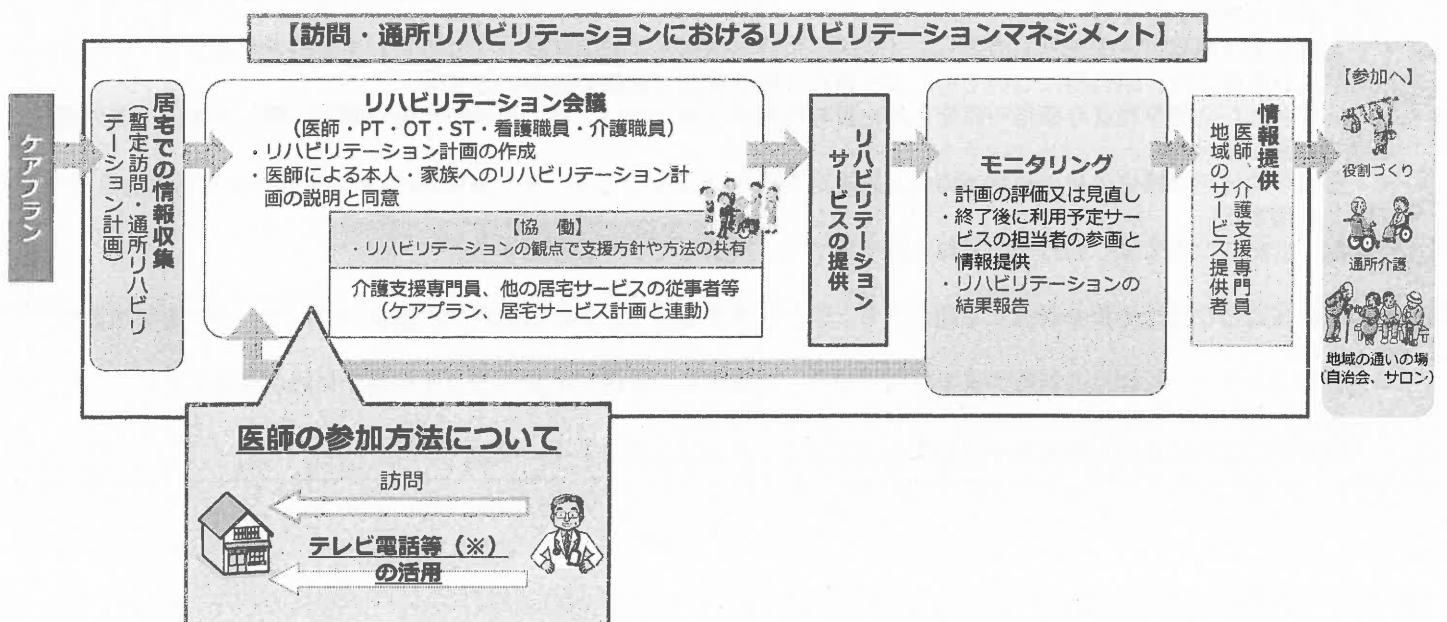 【訪問・通所リハビリテーションにおけるリハビリテーションマネジメント】
ケアプラン
居宅での情報収集
（暫定訪問・通所リハビリ
テーション計画）
リハビリテーション会議
（医師・PT・OT・ST・看護職員・介護職員）
・リハビリテーション計画の作成
・医師による本人・家族へのリハビリテーション計
画の説明と同意
【協　働】
・リハビリテーションの観点で支援方針や方法の共有
介護支援専門員、他の居宅サービスの従事者等
（ケアプラン、居宅サービス計画と連動）
リハビリテーション
サービスの提供
モニタリング
・計画の評価又は見直し
・終了後に利用予定サー
ビスの担当者の参画と
情報提供
・リハビリテーションの
結果報告
情報提供
医師、介護支援専門員
地域のサービス提供者
【参加へ】
役割づくり
通所介護
地域の通いの場
（自治会、サロン）
医師の参加方法について
訪問
テレビ電話等（※）
の活用